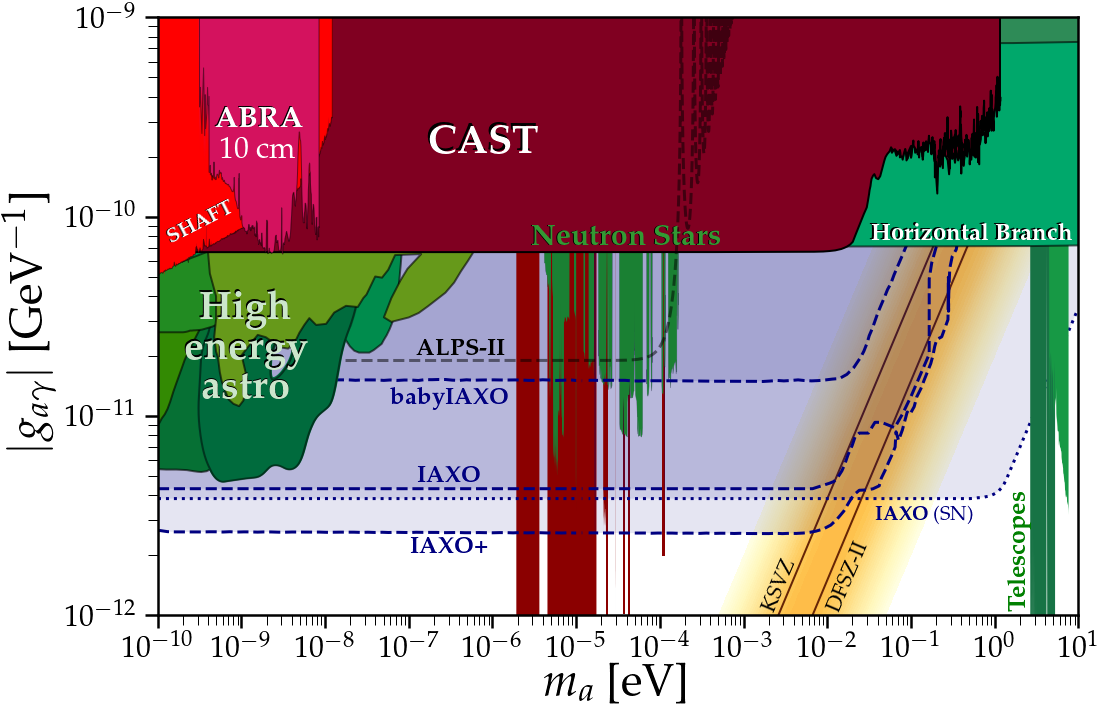 10⁻⁹
10⁻¹⁰
10⁻¹¹
10⁻¹²
|g_{aγ}| [GeV⁻¹]
ABRA
10 cm
SHAFT
CAST
Neutron Stars
Horizontal Branch
High
energy
astro
ALPS-II
babyIAXO
IAXO
IAXO (SN)
IAXO+
KSVZ
DFSZ-II
Telescopes
10⁻¹⁰ 10⁻⁹ 10⁻⁸ 10⁻⁷ 10⁻⁶ 10⁻⁵ 10⁻⁴ 10⁻³ 10⁻² 10⁻¹ 10⁰ 10¹
m_a [eV]